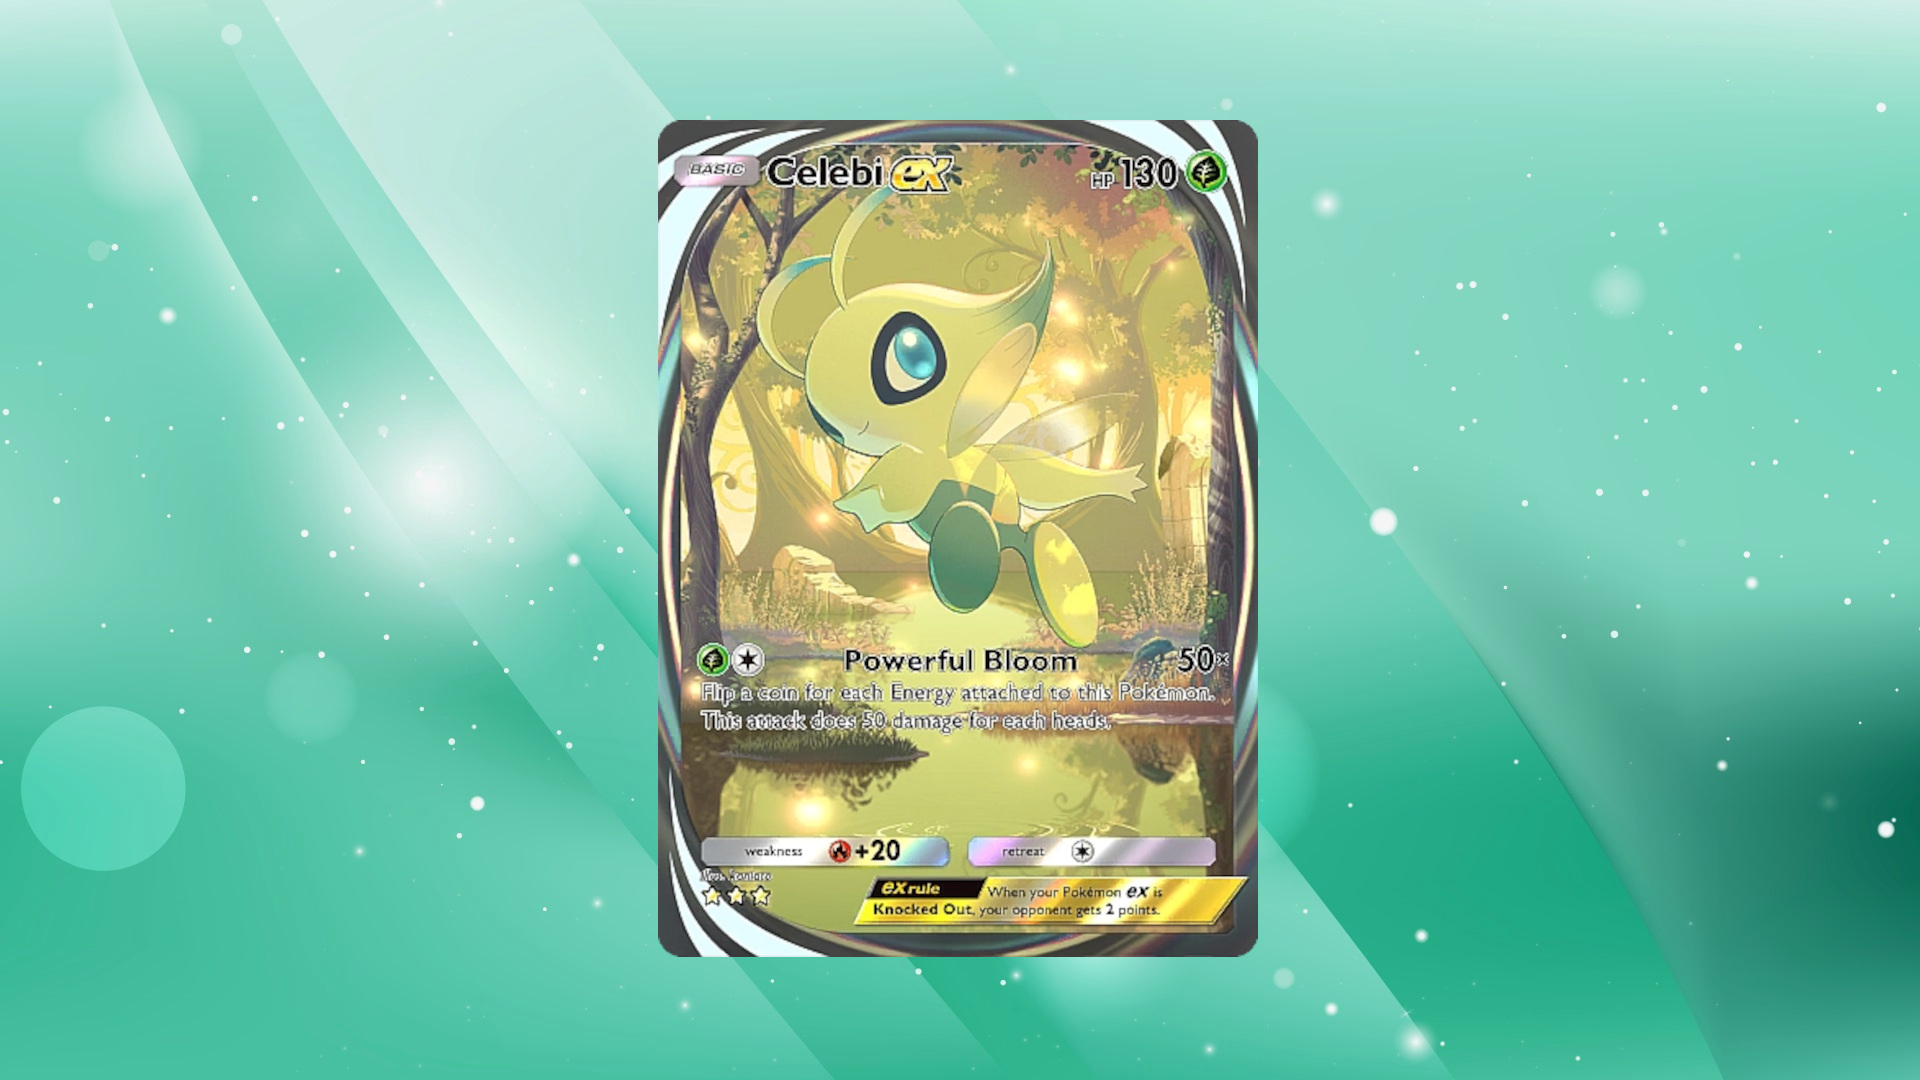 BASIC Celebi ex HP 130
Powerful Bloom 50×
Flip a coin for each Energy attached to this Pokémon.
This attack does 50 damage for each heads.
weakness +20 retreat
ex rule When your Pokémon ex is
Knocked Out, your opponent gets 2 points.